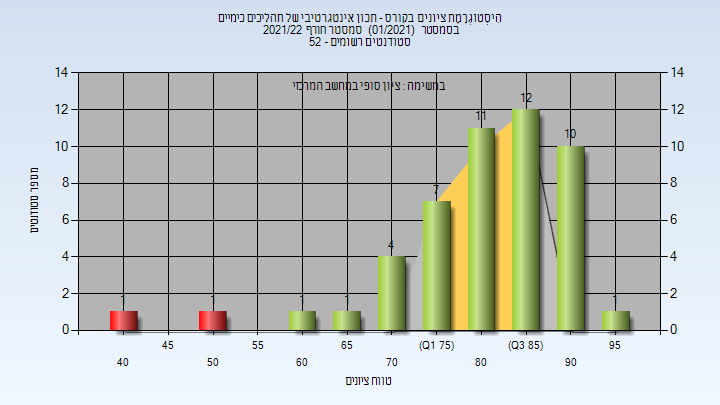 היסטוגרמת ציונים בקורס - תכון אינטגרטיבי של תהליכים כימיים
בסמסטר (01/2021) סמסטר חורף 2021/22
סטודנטים רשומים - 52
במשימה : ציון סופי במחשב המרכזי
מספר סטודנטים
14 14
12 12
10 10
8 8
6 6
4 4
2 2
0 0
1 1 1 1 4 7 11 12 10 1
45 55 65 (Q1 75) (Q3 85) 95
40 50 60 70 80 90
טווח ציונים